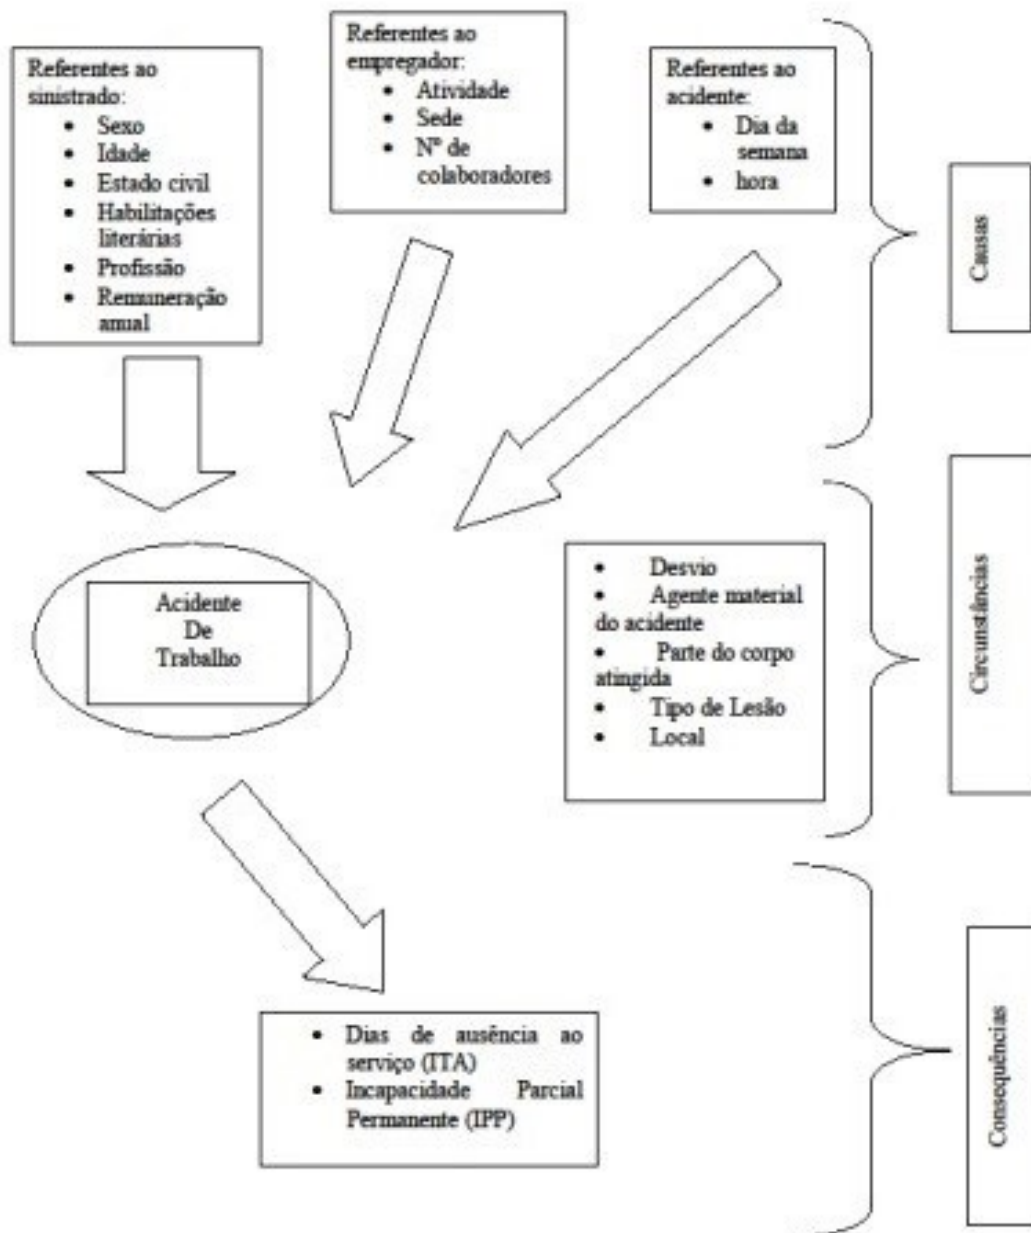 Referentes ao
sinistrado:
• Sexo
• Idade
• Estado civil
• Habilitações
literárias
• Profissão
• Remuneração
anual
Referentes ao
empregador:
• Atividade
• Sede
• Nº de
colaboradores
Referentes ao
acidente:
• Dia da
semana
• hora
Causas
Acidente
De
Trabalho
• Desvio
• Agente material
do acidente
• Parte do corpo
atingida
• Tipo de Lesão
• Local
Circunstâncias
• Dias de ausência ao
serviço (ITA)
• Incapacidade Parcial
Permanente (IPP)
Consequências